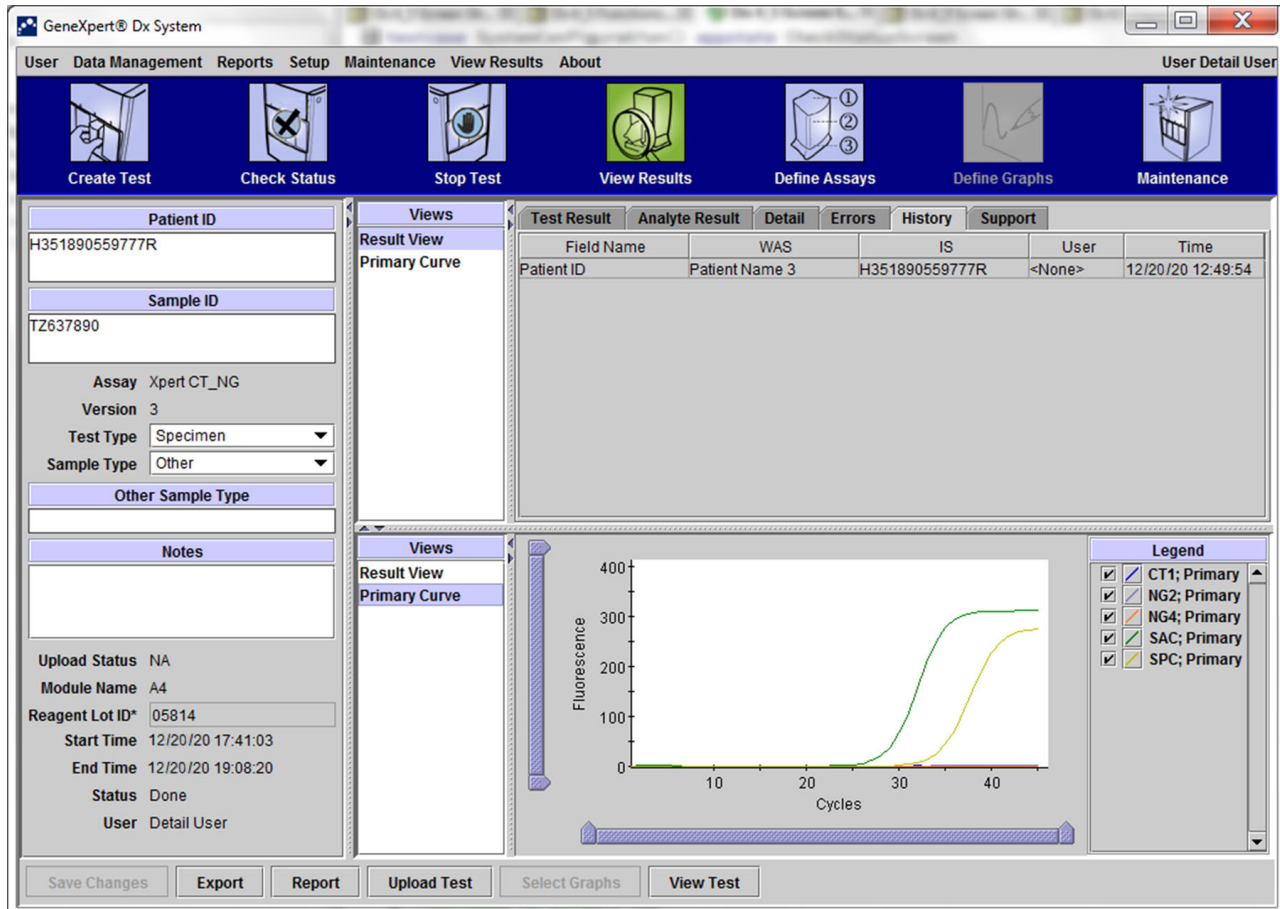 GeneXpert® Dx System
User Data Management Reports Setup Maintenance View Results About User Detail User
Create Test Check Status Stop Test View Results Define Assays Define Graphs Maintenance
① ② ③
Patient ID
H351890559777R
Sample ID
TZ637890
Assay Xpert CT_NG
Version 3
Test Type Specimen
Sample Type Other
Other Sample Type
Notes
Upload Status NA
Module Name A4
Reagent Lot ID* 05814
Start Time 12/20/20 17:41:03
End Time 12/20/20 19:08:20
Status Done
User Detail User
Views
Result View
Primary Curve
Test Result Analyte Result Detail Errors History Support
Field Name WAS IS User Time
Patient ID Patient Name 3 H351890559777R <None> 12/20/20 12:49:54
Views
Result View
Primary Curve
400
300
200
100
0
Fluorescence
10 20 30 40
Cycles
Legend
CT1; Primary
NG2; Primary
NG4; Primary
SAC; Primary
SPC; Primary
Save Changes Export Report Upload Test Select Graphs View Test